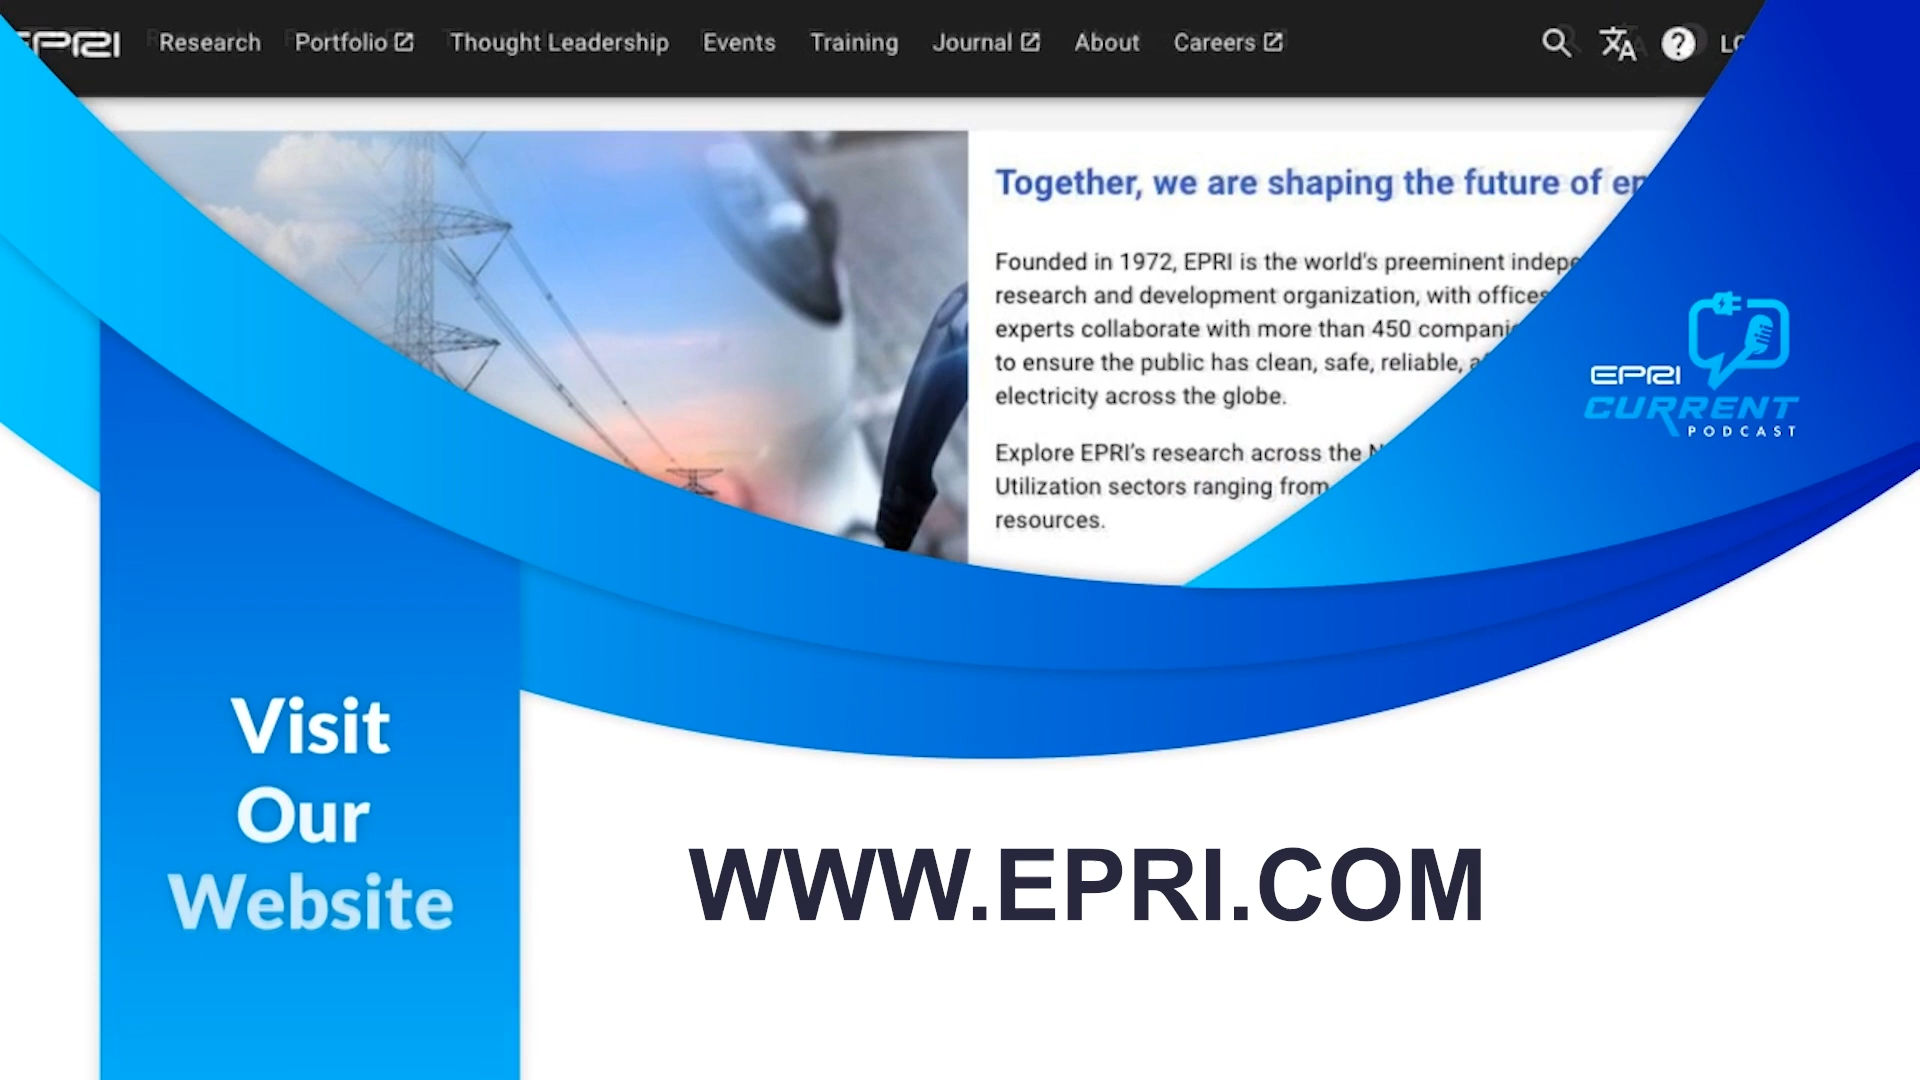 EPRI Research Portfolio Thought Leadership Events Training Journal About Careers
Together, we are shaping the future of
Founded in 1972, EPRI is the world's preeminent
research and development organization, with offices
experts collaborate with more than 450
to ensure the public has clean, safe, reliable,
electricity across the globe.
Explore EPRI's research across the
Utilization sectors ranging from
resources.
EPRI
CURRENT
PODCAST
Visit
Our
Website
WWW.EPRI.COM